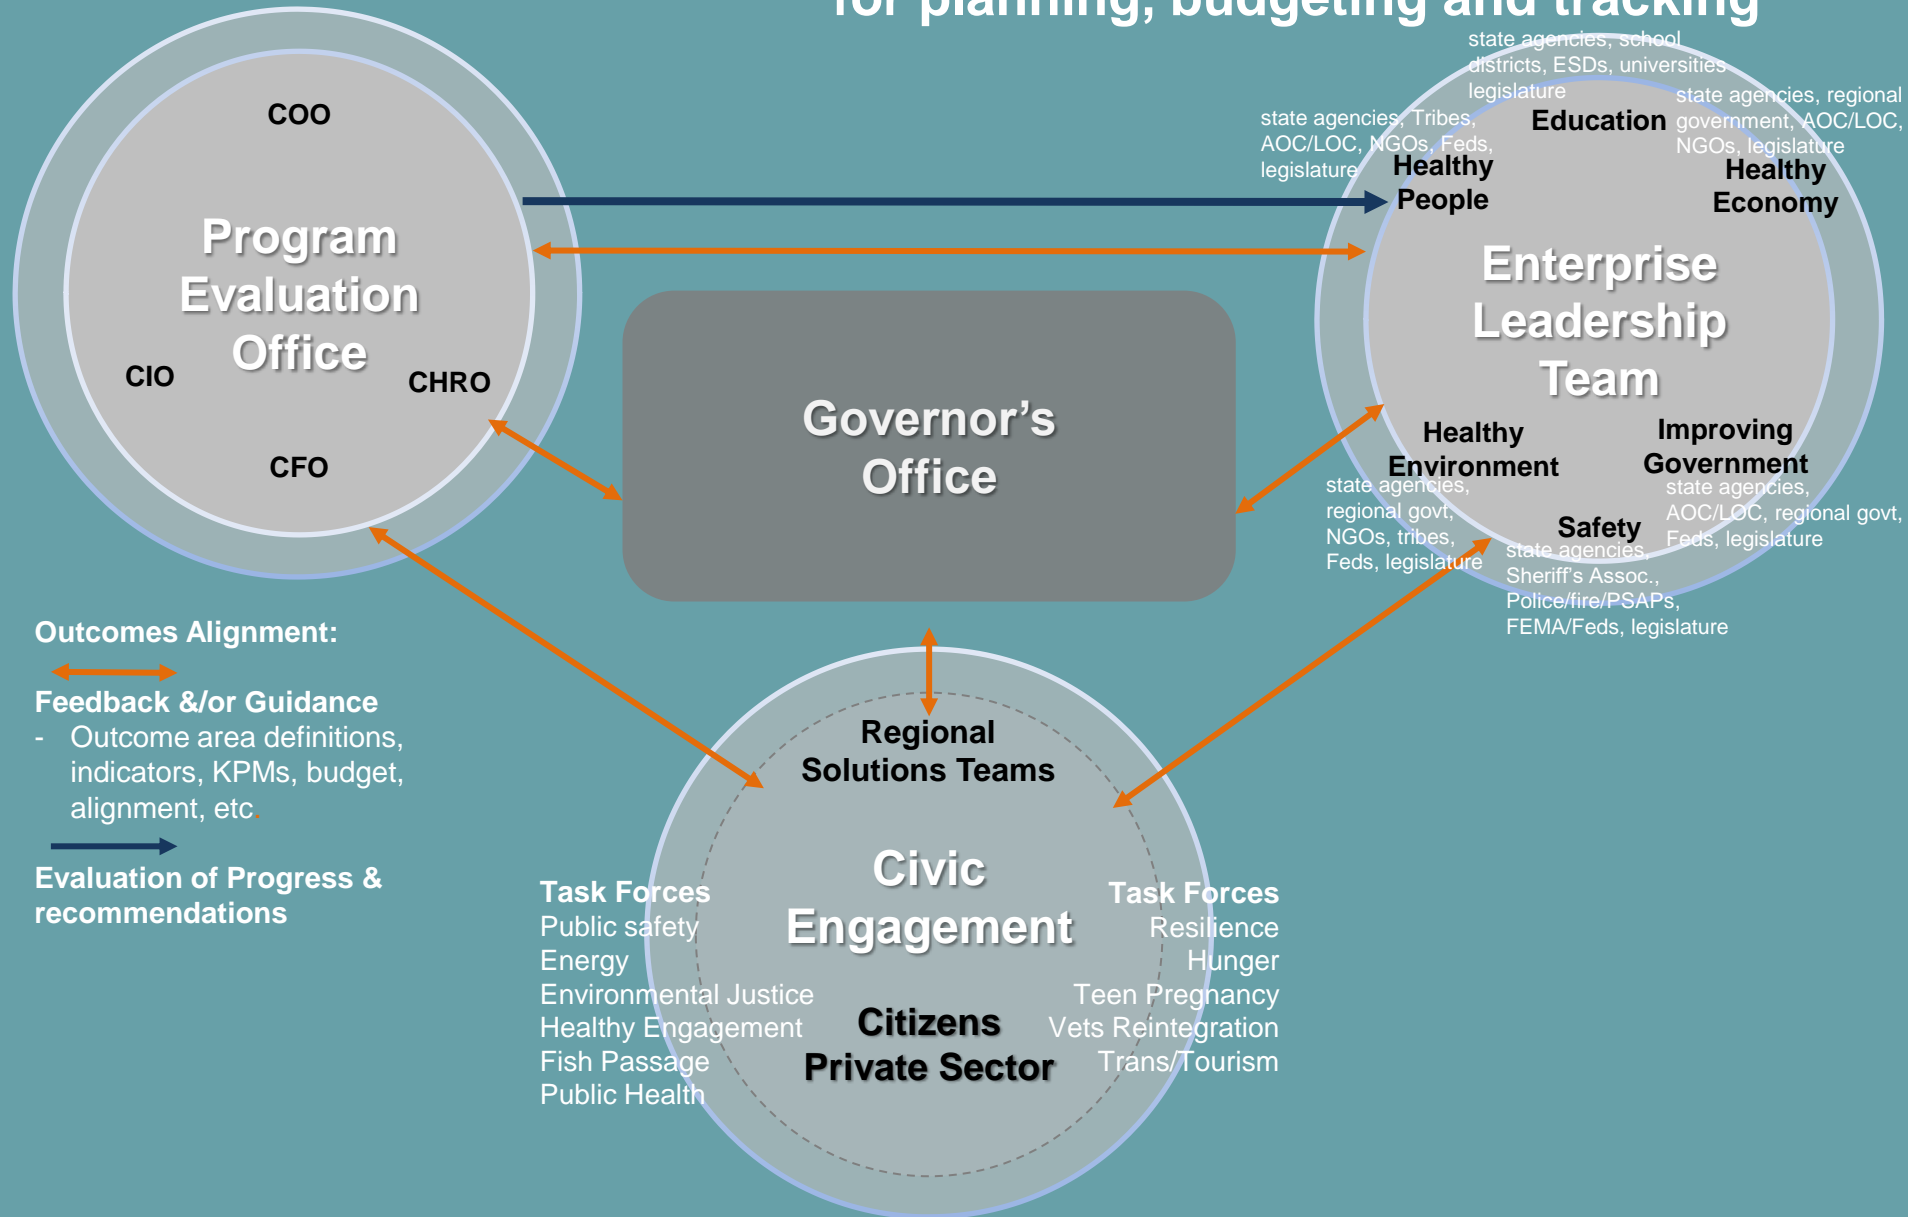 for planning, budgeting and tracking
COO
Program
Evaluation
Office
CIO
CHRO
CFO
state agencies, school
districts, ESDs, universities
legislature
Education
state agencies, Tribes,
AOC/LOC, NGOs, Feds,
legislature
Healthy
People
state agencies, regional
government, AOC/LOC,
NGOs, legislature
Healthy
Economy
Enterprise
Leadership
Team
Healthy
Environment
state agencies,
regional govt,
NGOs, tribes,
Feds, legislature
Improving
Government
state agencies,
AOC/LOC, regional govt,
Feds, legislature
Safety
state agencies,
Sheriff's Assoc.,
Police/fire/PSAPs,
FEMA/Feds, legislature
Governor's
Office
Outcomes Alignment:
Feedback &/or Guidance
- Outcome area definitions,
indicators, KPMs, budget,
alignment, etc.
Evaluation of Progress &
recommendations
Regional
Solutions Teams
Civic
Engagement
Citizens
Private Sector
Task Forces
Public safety
Energy
Environmental Justice
Healthy Engagement
Fish Passage
Public Health
Task Forces
Resilience
Hunger
Teen Pregnancy
Vets Reintegration
Trans/Tourism